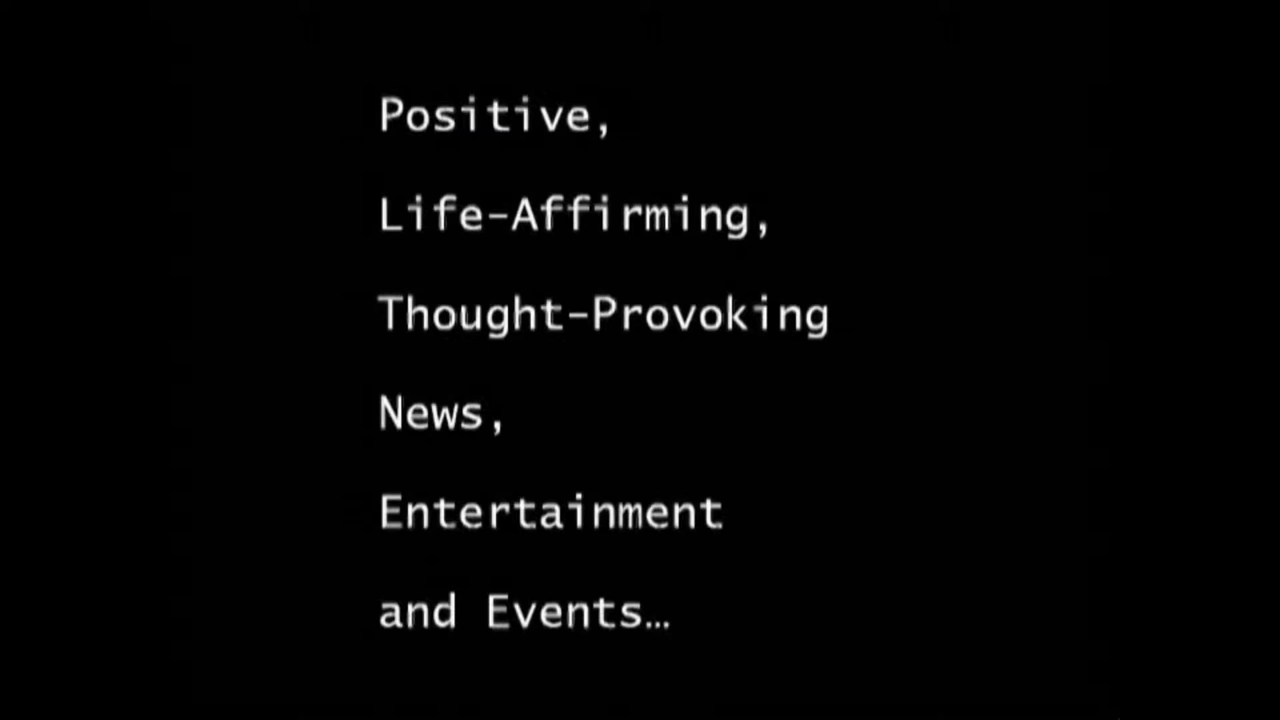 Positive,
Life-Affirming,
Thought-Provoking
News,
Entertainment
and Events…